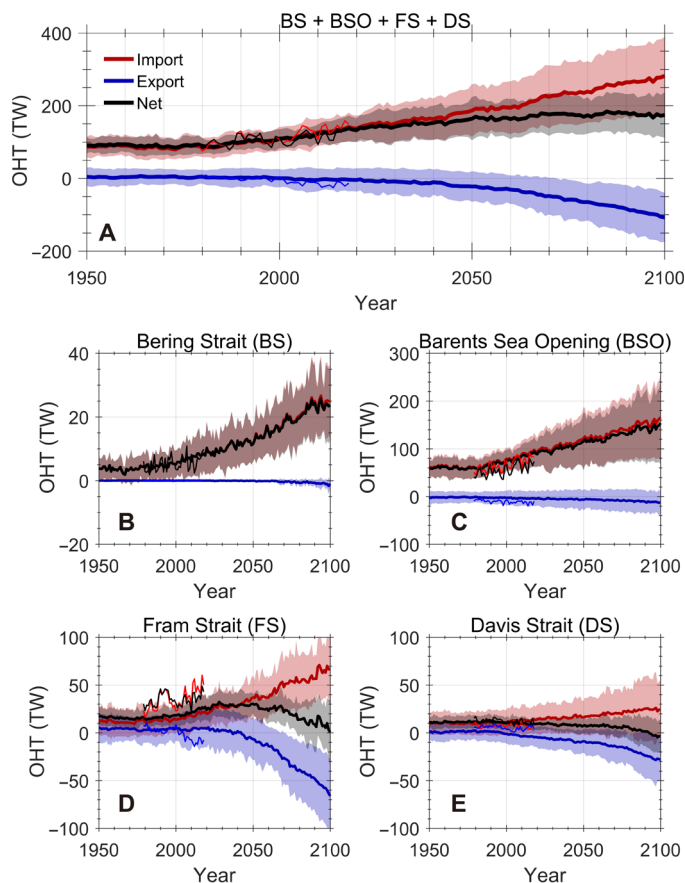 BS + BSO + FS + DS
400
Import
Export
Net
200
OHT (TW)
0
A
−200
1950 2000 2050 2100
Year
Bering Strait (BS) Barents Sea Opening (BSO)
40 300
200
20
OHT (TW) OHT (TW)
100
0 0
B C
−20 −100
1950 2000 2050 2100 1950 2000 2050 2100
Year Year
Fram Strait (FS) Davis Strait (DS)
100 100
50 50
OHT (TW) OHT (TW)
0 0
−50 −50
D E
−100 −100
1950 2000 2050 2100 1950 2000 2050 2100
Year Year